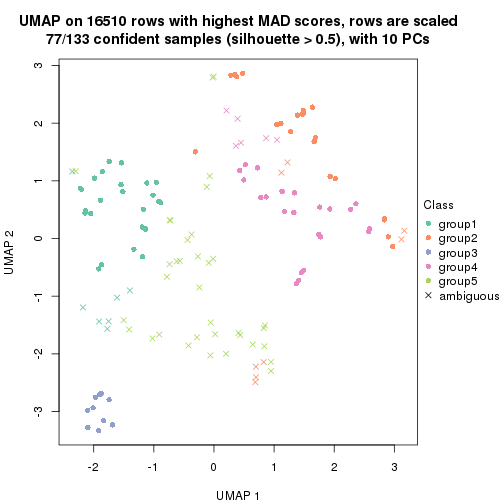 UMAP on 16510 rows with highest MAD scores, rows are scaled
77/133 confident samples (silhouette > 0.5), with 10 PCs
3
2
1
0
-1
-2
-3
UMAP 2
-2
-1
0
1
2
3
UMAP 1
Class
group1
group2
group3
group4
group5
ambiguous